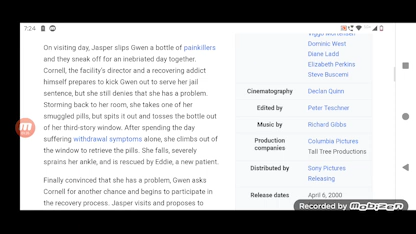 7:24
On visiting day, Jasper slips Gwen a bottle of painkillers
and they sneak off for an inebriated day together.
Cornell, the facility's director and a recovering addict
himself prepares to kick Gwen out to serve her jail
sentence, but she still denies that she has a problem.
Storming back to her room, she takes one of her
smuggled pills, but spits it out and tosses the bottle out
of her third-story window. After spending the day
suffering withdrawal symptoms alone, she climbs out of
the window to retrieve the pills. She falls, severely
sprains her ankle, and is rescued by Eddie, a new patient.
Finally convinced that she has a problem, Gwen asks
Cornell for another chance and begins to participate in
the recovery process. Jasper visits and proposes to
Viggo Mortensen
Dominic West
Diane Ladd
Elizabeth Perkins
Steve Buscemi
Cinematography Declan Quinn
Edited by Peter Teschner
Music by Richard Gibbs
Production companies Columbia Pictures
Tall Tree Productions
Distributed by Sony Pictures
Releasing
Release dates April 6, 2000
Recorded by Mobizen